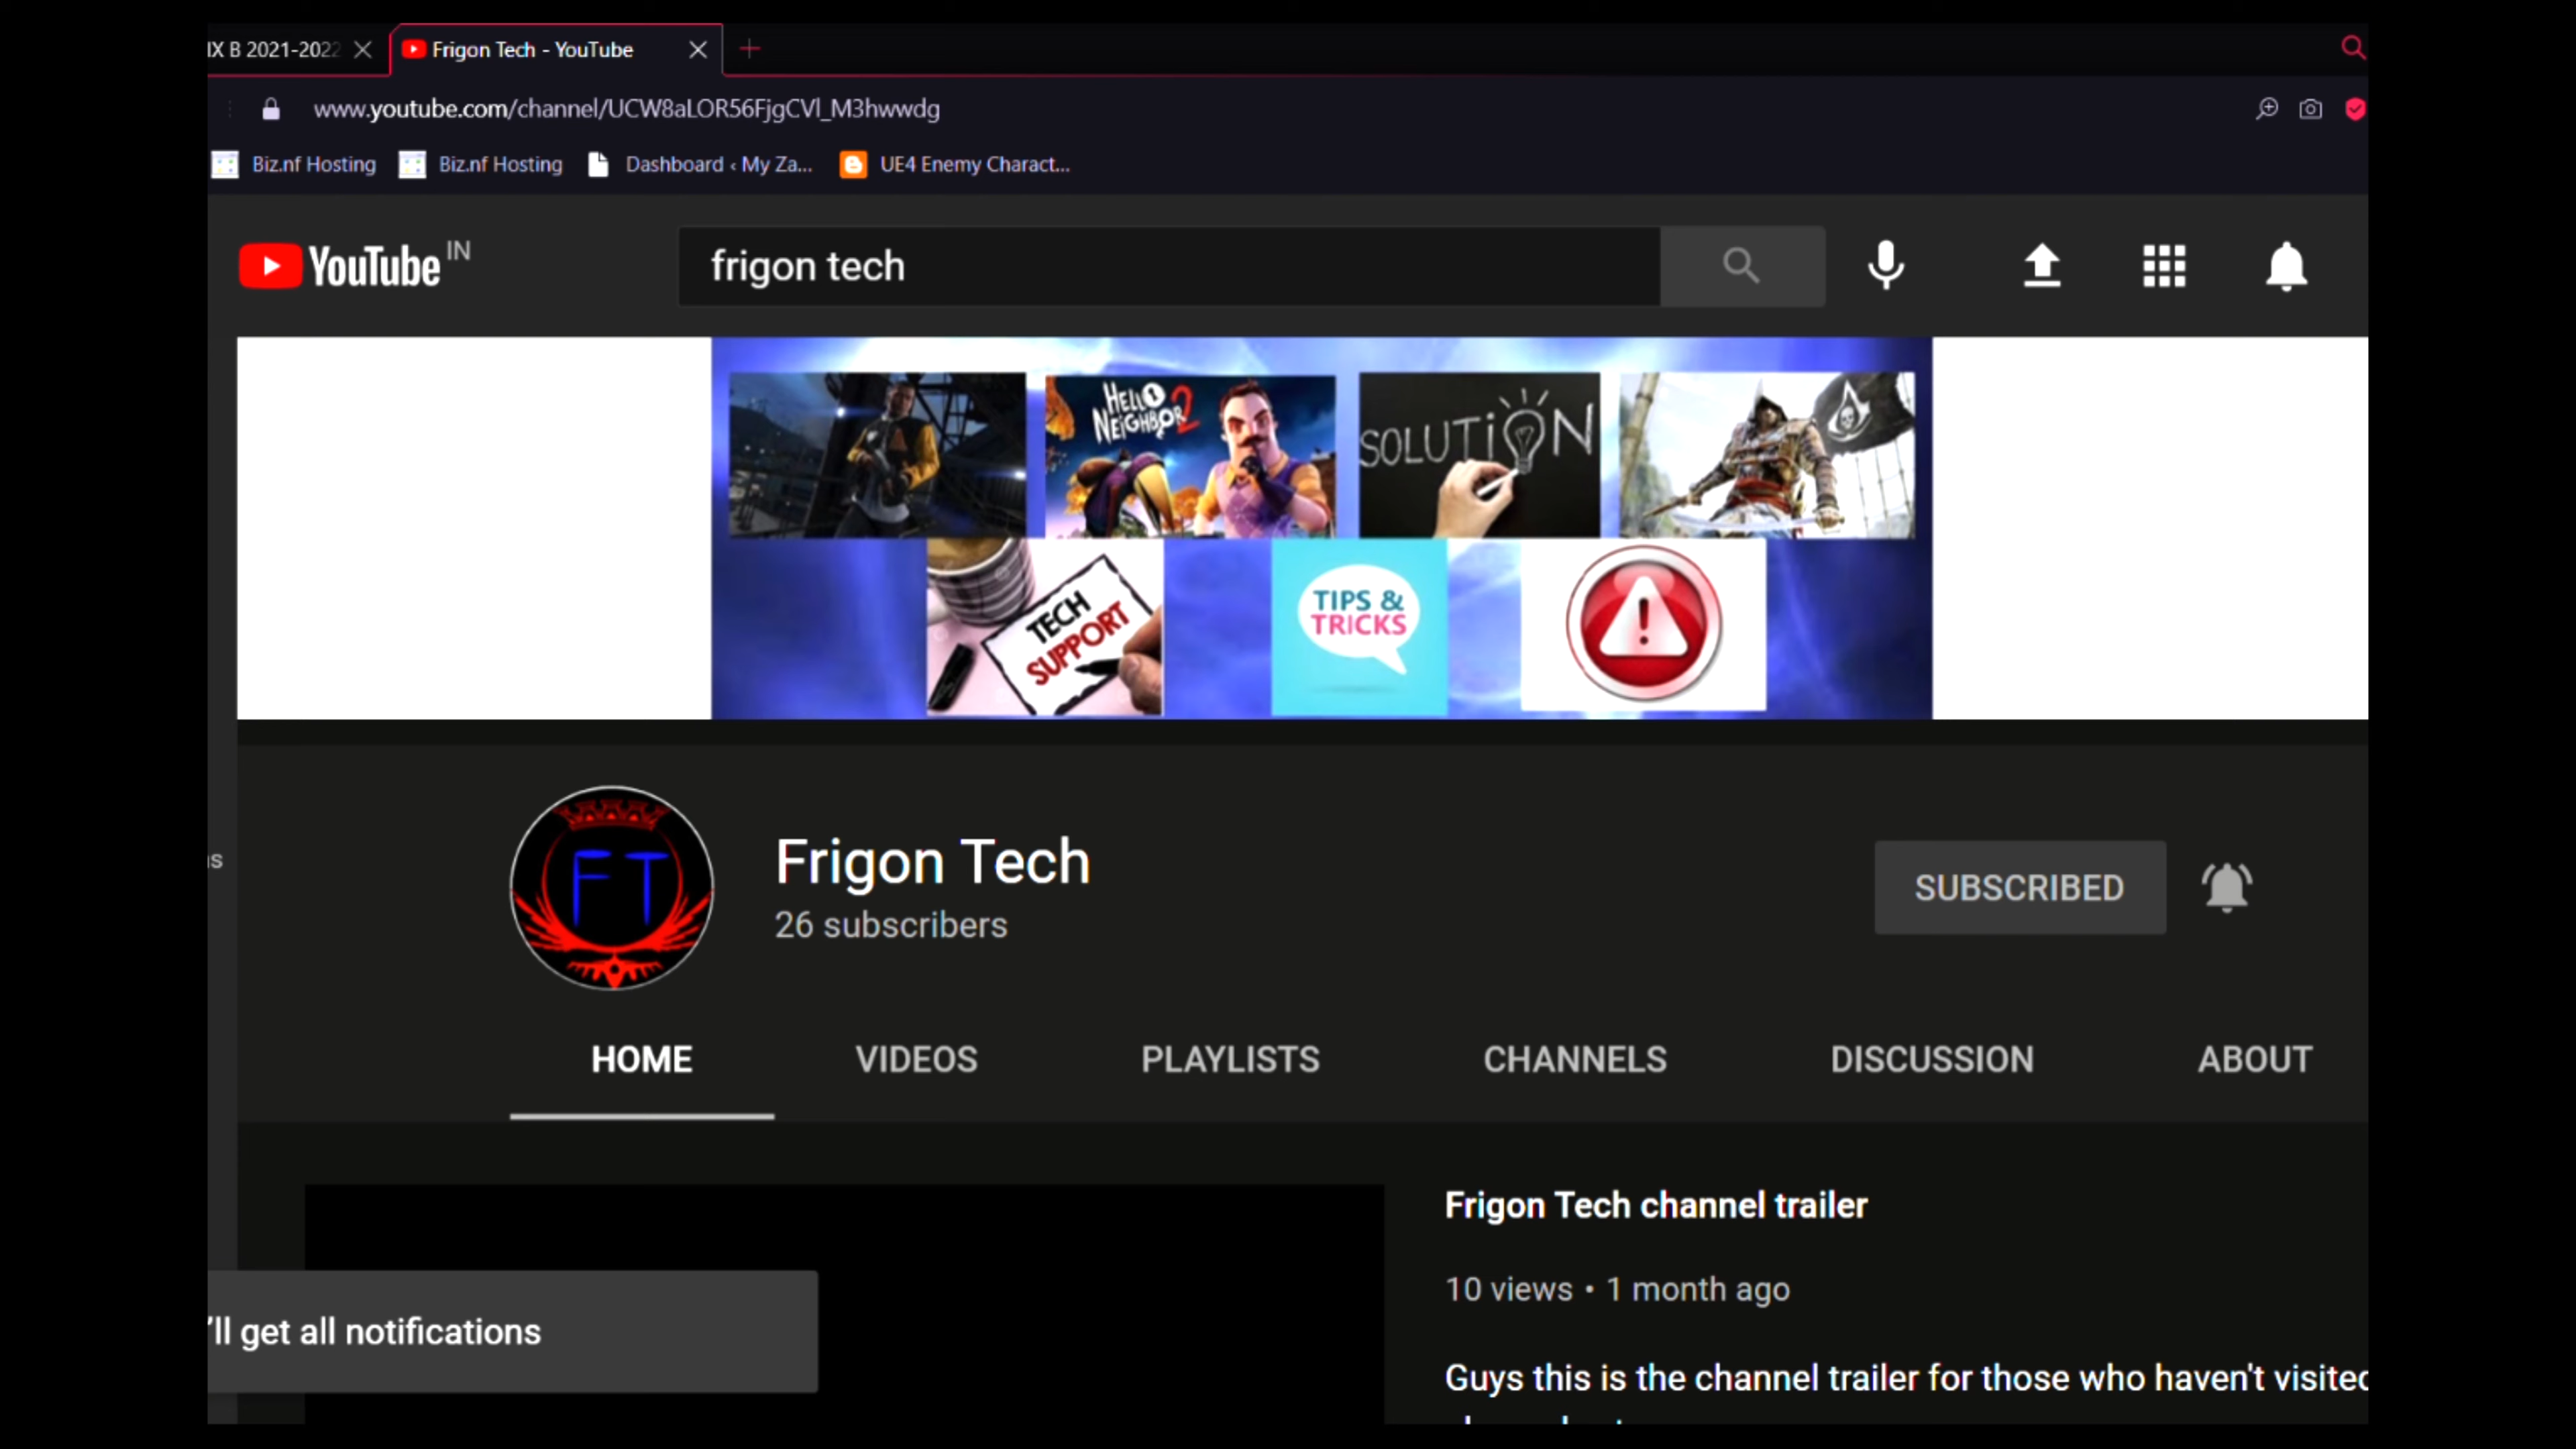 IX B 2021-2022
Frigon Tech - YouTube
www.youtube.com/channel/UCW8aLOR56FjgCVl_M3hwwdg
Biz.nf Hosting
Biz.nf Hosting
Dashboard ‹ My Za...
UE4 Enemy Charact...
YouTube IN
frigon tech
HELLO NEIGHBOR 2
SOLUTION
TECH SUPPORT
TIPS & TRICKS
FT
Frigon Tech
26 subscribers
SUBSCRIBED
HOME
VIDEOS
PLAYLISTS
CHANNELS
DISCUSSION
ABOUT
Frigon Tech channel trailer
10 views • 1 month ago
'll get all notifications
Guys this is the channel trailer for those who haven't visited